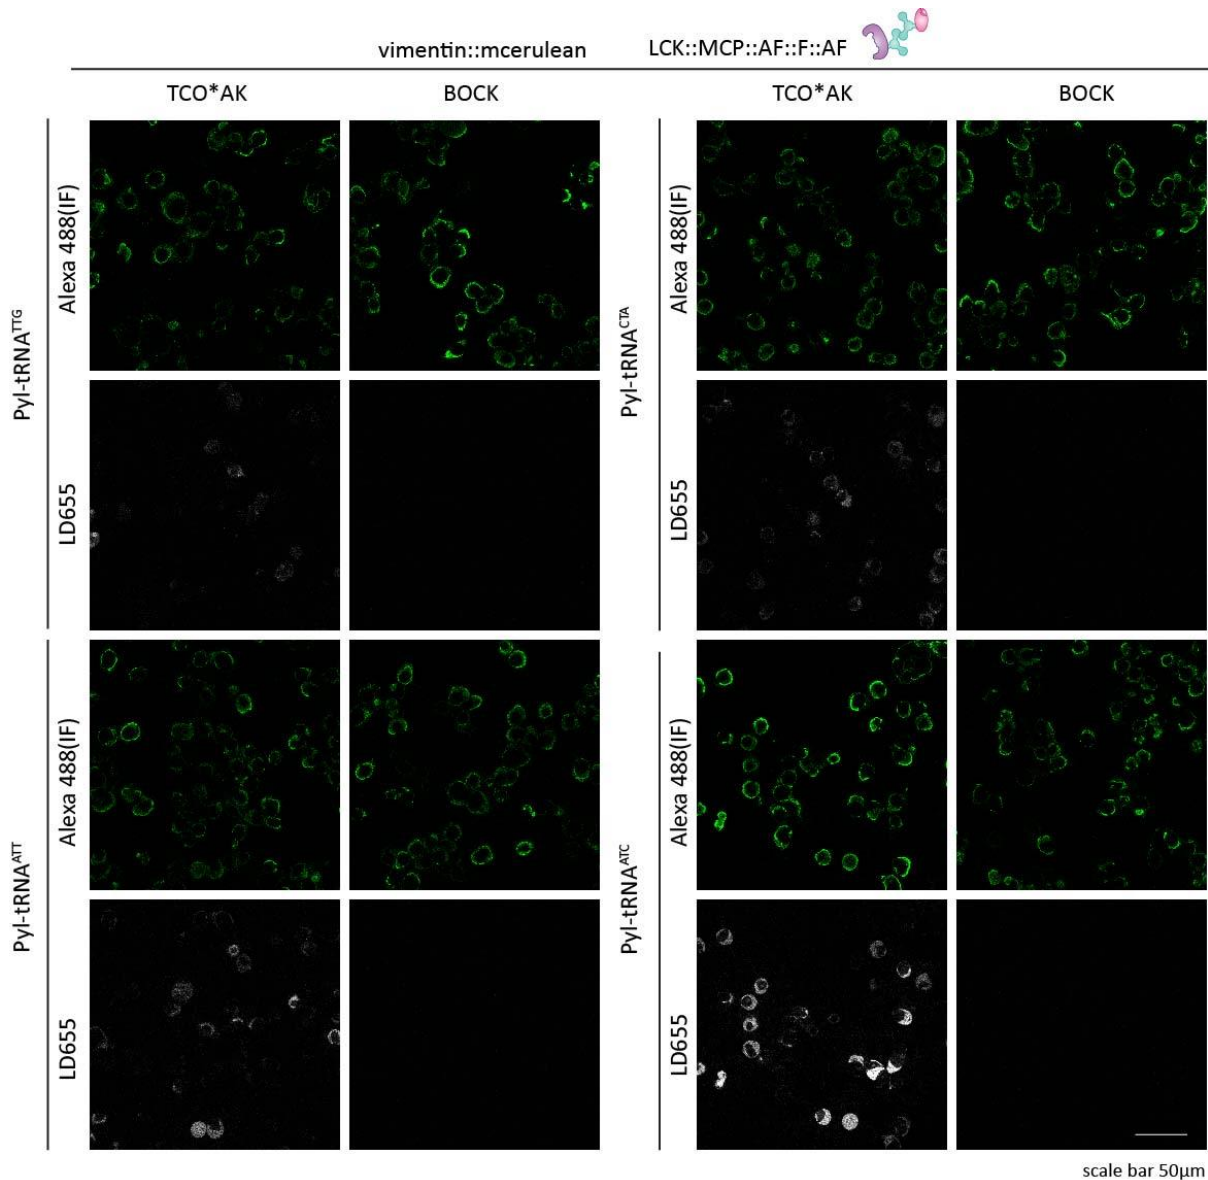 vimentin::mcerulean LCK::MCP::AF::F::AF
TCO*AK BOCK TCO*AK BOCK
Pyl-tRNAᵀᵀᴳ
Alexa 488(IF)
LD655
Pyl-tRNAᶜᵀᴬ
Alexa 488(IF)
LD655
Pyl-tRNAᴬᵀᵀ
Alexa 488(IF)
LD655
Pyl-tRNAᴬᵀᶜ
Alexa 488(IF)
LD655
scale bar 50µm